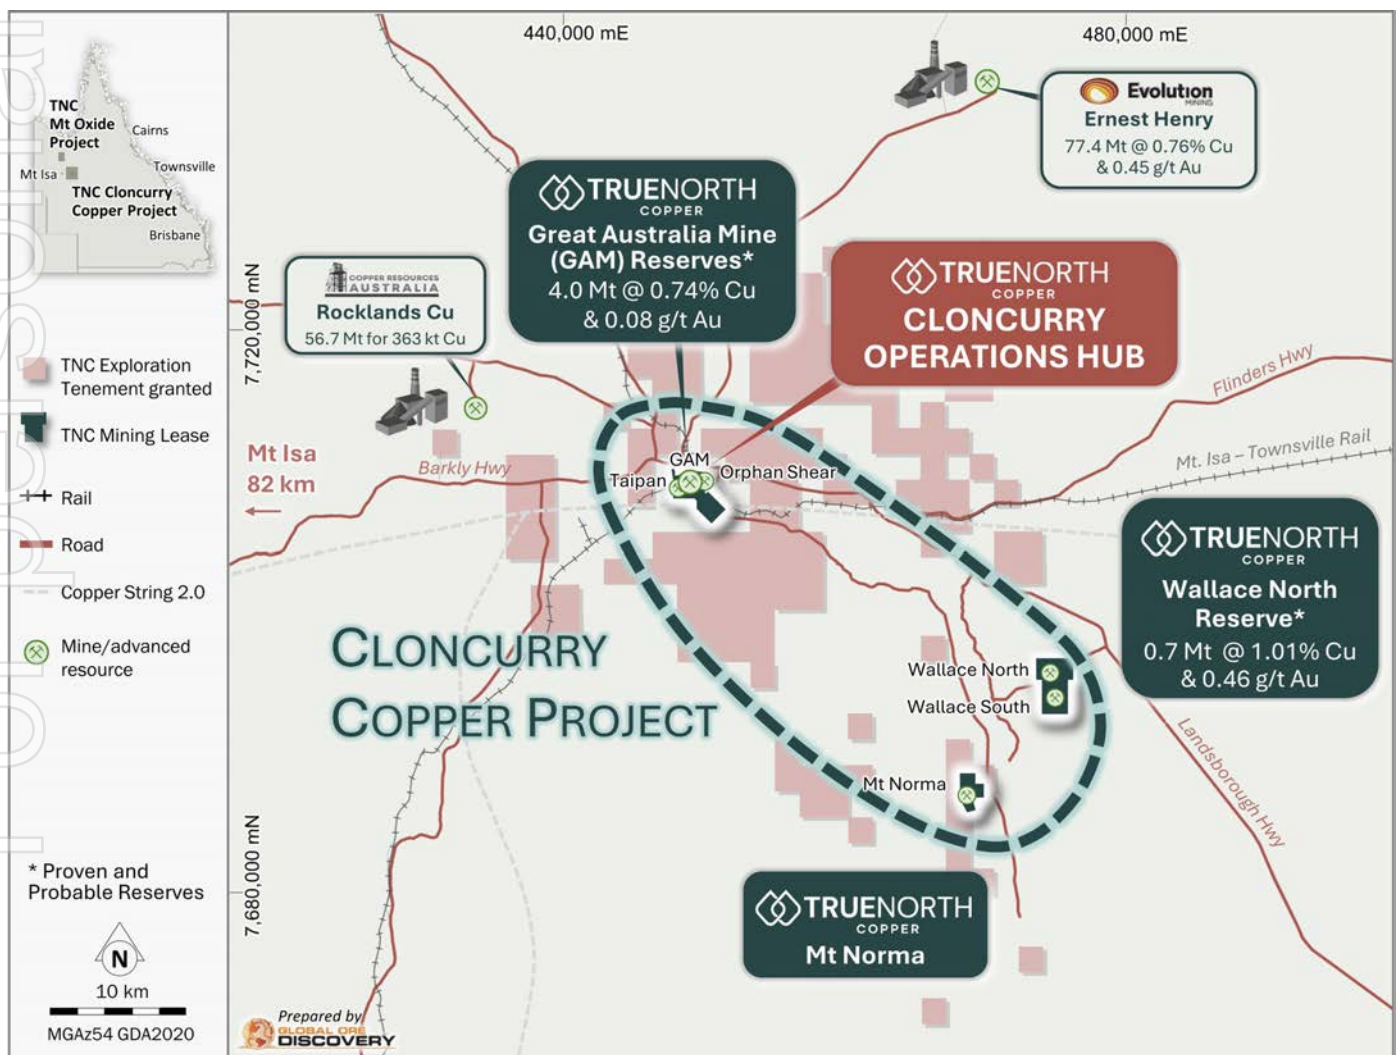 440,000 mE
480,000 mE
7,720,000 mN
7,680,000 mN
TNC
Mt Oxide
Project
Cairns
Mt Isa
Townsville
TNC Cloncurry
Copper Project
Brisbane
TNC Exploration
Tenement granted
TNC Mining Lease
Rail
Road
Copper String 2.0
Mine/advanced
resource
* Proven and
Probable Reserves
N
10 km
MGAz54 GDA2020
Evolution
MINING
Ernest Henry
77.4 Mt @ 0.76% Cu
& 0.45 g/t Au
TRUENORTH
COPPER
Great Australia Mine
(GAM) Reserves*
4.0 Mt @ 0.74% Cu
& 0.08 g/t Au
COPPER RESOURCES
AUSTRALIA
Rocklands Cu
56.7 Mt for 363 kt Cu
TRUENORTH
COPPER
CLONCURRY
OPERATIONS HUB
Flinders Hwy
Mt. Isa – Townsville Rail
Mt Isa
82 km
Barkly Hwy
GAM
Taipan
Orphan Shear
TRUENORTH
COPPER
Wallace North
Reserve*
0.7 Mt @ 1.01% Cu
& 0.46 g/t Au
CLONCURRY
COPPER PROJECT
Wallace North
Wallace South
Mt Norma
Landsborough Hwy
TRUENORTH
COPPER
Mt Norma
Prepared by
GLOBAL ORE
DISCOVERY